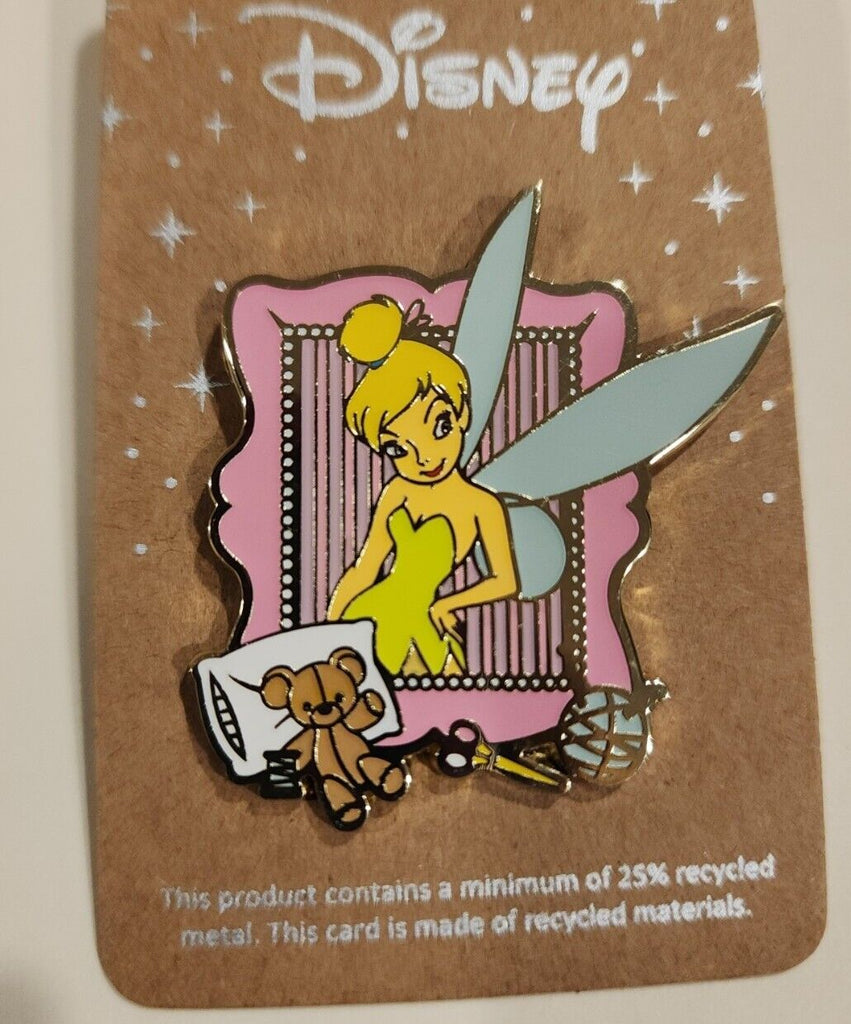 Disney
This product contains a minimum of 25% recycled
metal. This card is made of recycled materials.